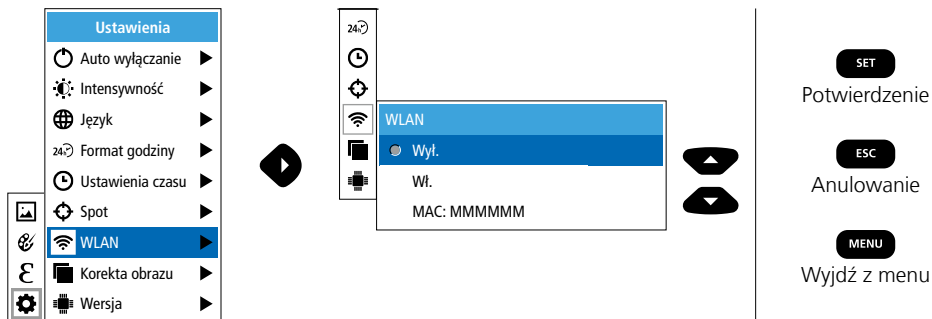 Ustawienia
Auto wyłączanie
Intensywność
Język
24h Format godziny
Ustawienia czasu
Spot
WLAN
Korekta obrazu
Wersja
24h
WLAN
Wył.
Wł.
MAC: MMMMMM
SET
Potwierdzenie
ESC
Anulowanie
MENU
Wyjdź z menu